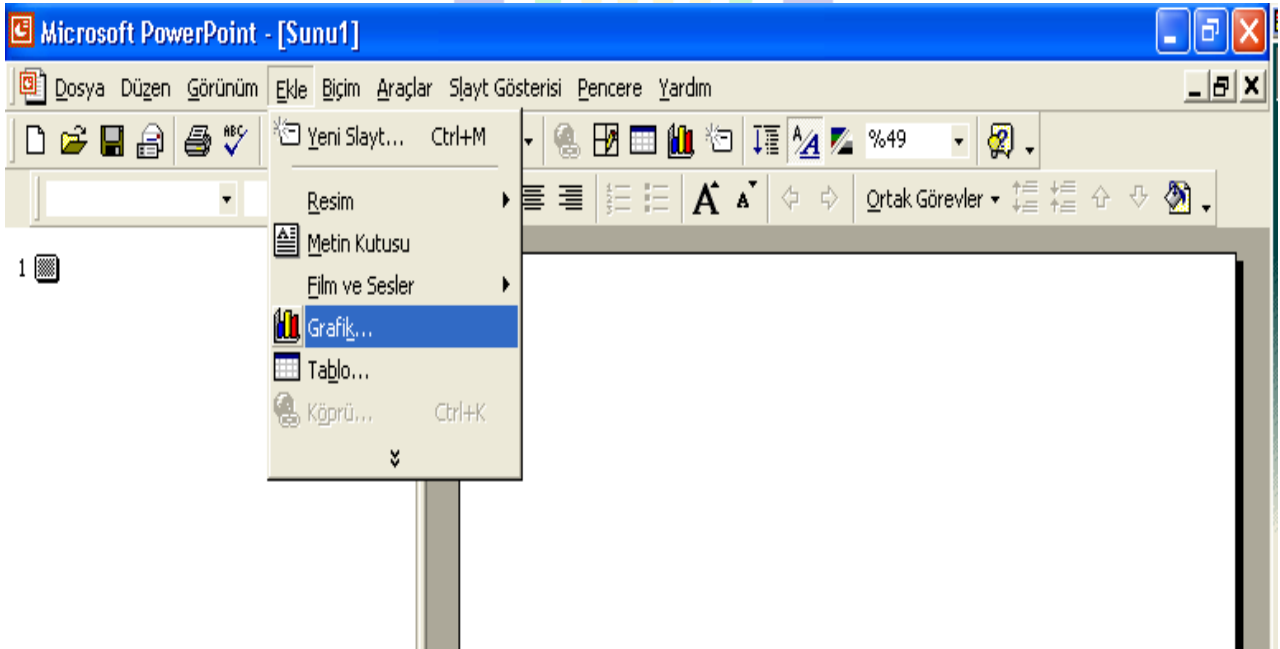 Microsoft PowerPoint - [Sunu1]
Dosya Düzen Görünüm Ekle Biçim Araçlar Slayt Gösterisi Pencere Yardım
ABC
Yeni Slayt... Ctrl+M
%49
Resim
Ortak Görevler
Metin Kutusu
1
Film ve Sesler
Grafik...
Tablo...
Köprü... Ctrl+K